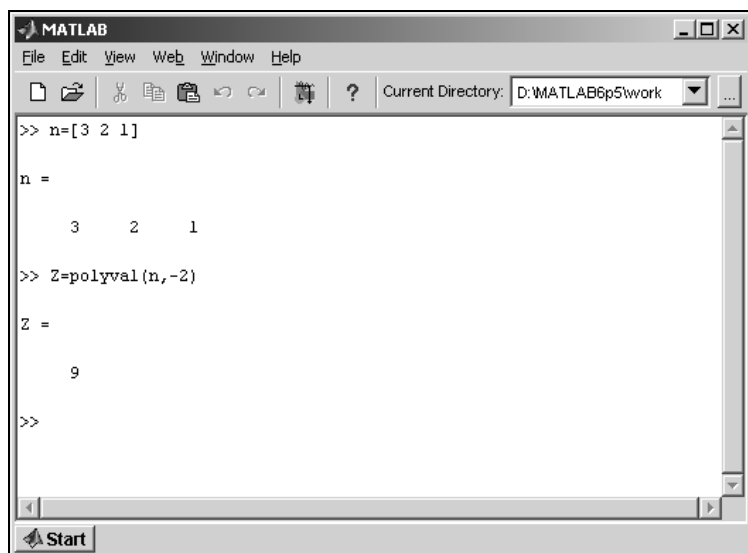 MATLAB
File Edit View Web Window Help
? Current Directory: D:\MATLAB6p5\work ...
>> n=[3 2 1]
n =
3 2 1
>> Z=polyval(n,-2)
Z =
9
>>
Start